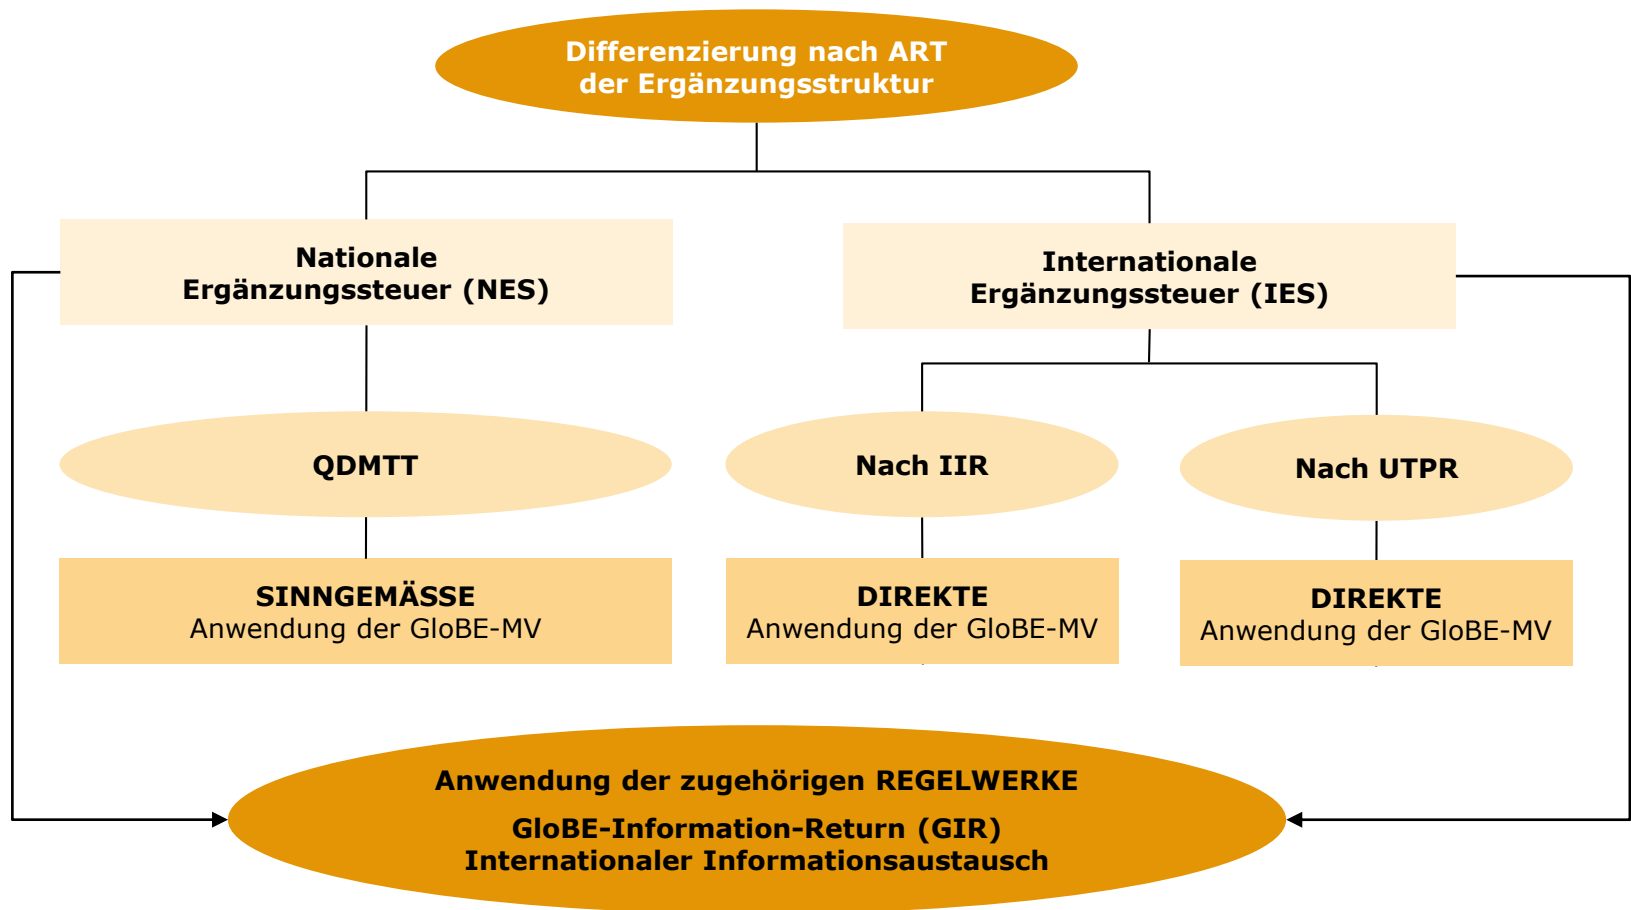 Differenzierung nach ART
der Ergänzungsstruktur
Nationale
Ergänzungssteuer (NES)
Internationale
Ergänzungssteuer (IES)
QDMTT
Nach IIR
Nach UTPR
SINNGEMÄSSE
Anwendung der GloBE-MV
DIREKTE
Anwendung der GloBE-MV
DIREKTE
Anwendung der GloBE-MV
Anwendung der zugehörigen REGELWERKE
GloBE-Information-Return (GIR)
Internationaler Informationsaustausch